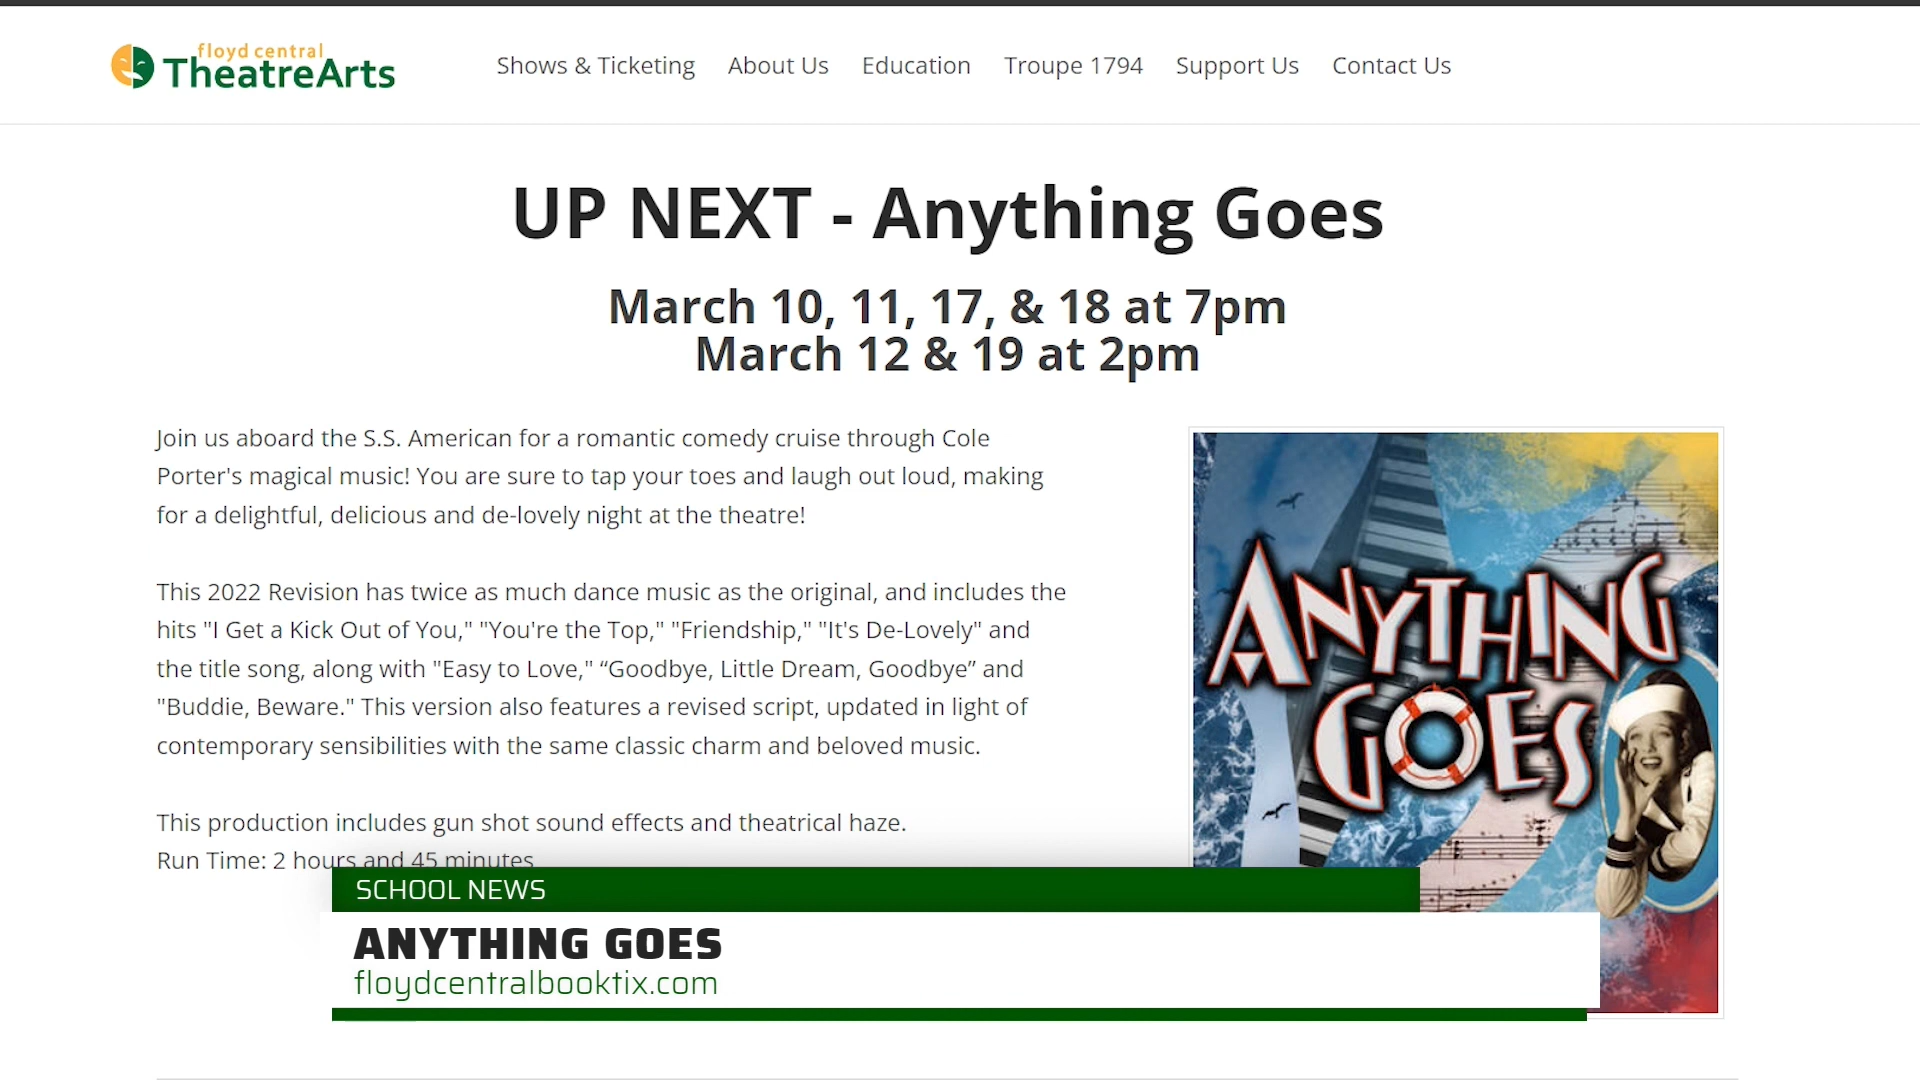 floyd central
TheatreArts
Shows & Ticketing About Us Education Troupe 1794 Support Us Contact Us
UP NEXT - Anything Goes
March 10, 11, 17, & 18 at 7pm
March 12 & 19 at 2pm
Join us aboard the S.S. American for a romantic comedy cruise through Cole
Porter's magical music! You are sure to tap your toes and laugh out loud, making
for a delightful, delicious and de-lovely night at the theatre!
This 2022 Revision has twice as much dance music as the original, and includes the
hits "I Get a Kick Out of You," "You're the Top," "Friendship," "It's De-Lovely" and
the title song, along with "Easy to Love," “Goodbye, Little Dream, Goodbye” and
"Buddie, Beware." This version also features a revised script, updated in light of
contemporary sensibilities with the same classic charm and beloved music.
This production includes gun shot sound effects and theatrical haze.
Run Time: 2 hours and 45 minutes
ANYTHING
GOES
SCHOOL NEWS
ANYTHING GOES
floydcentralbooktix.com